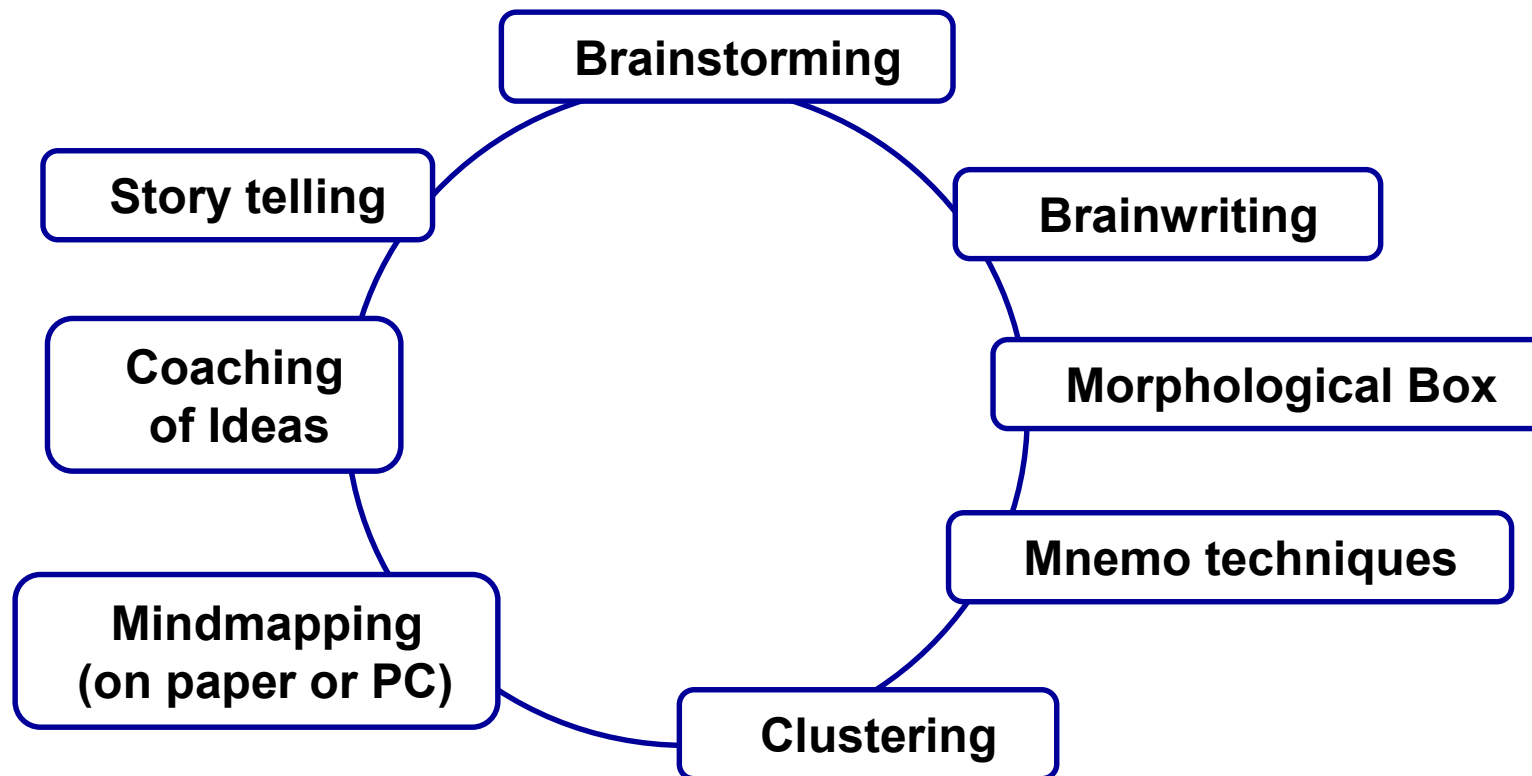 Brainstorming
Brainwriting
Morphological Box
Mnemo techniques
Clustering
Mindmapping
(on paper or PC)
Coaching
of Ideas
Story telling